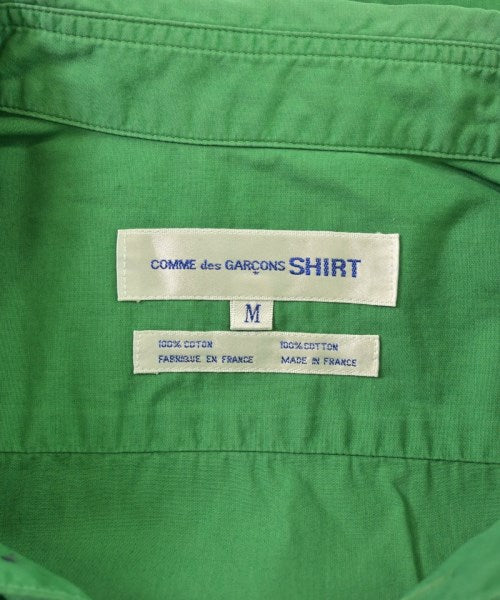 COMME des GARÇONS SHIRT
M
100% COTON 100% COTTON
FABRIQUE EN FRANCE MADE IN FRANCE